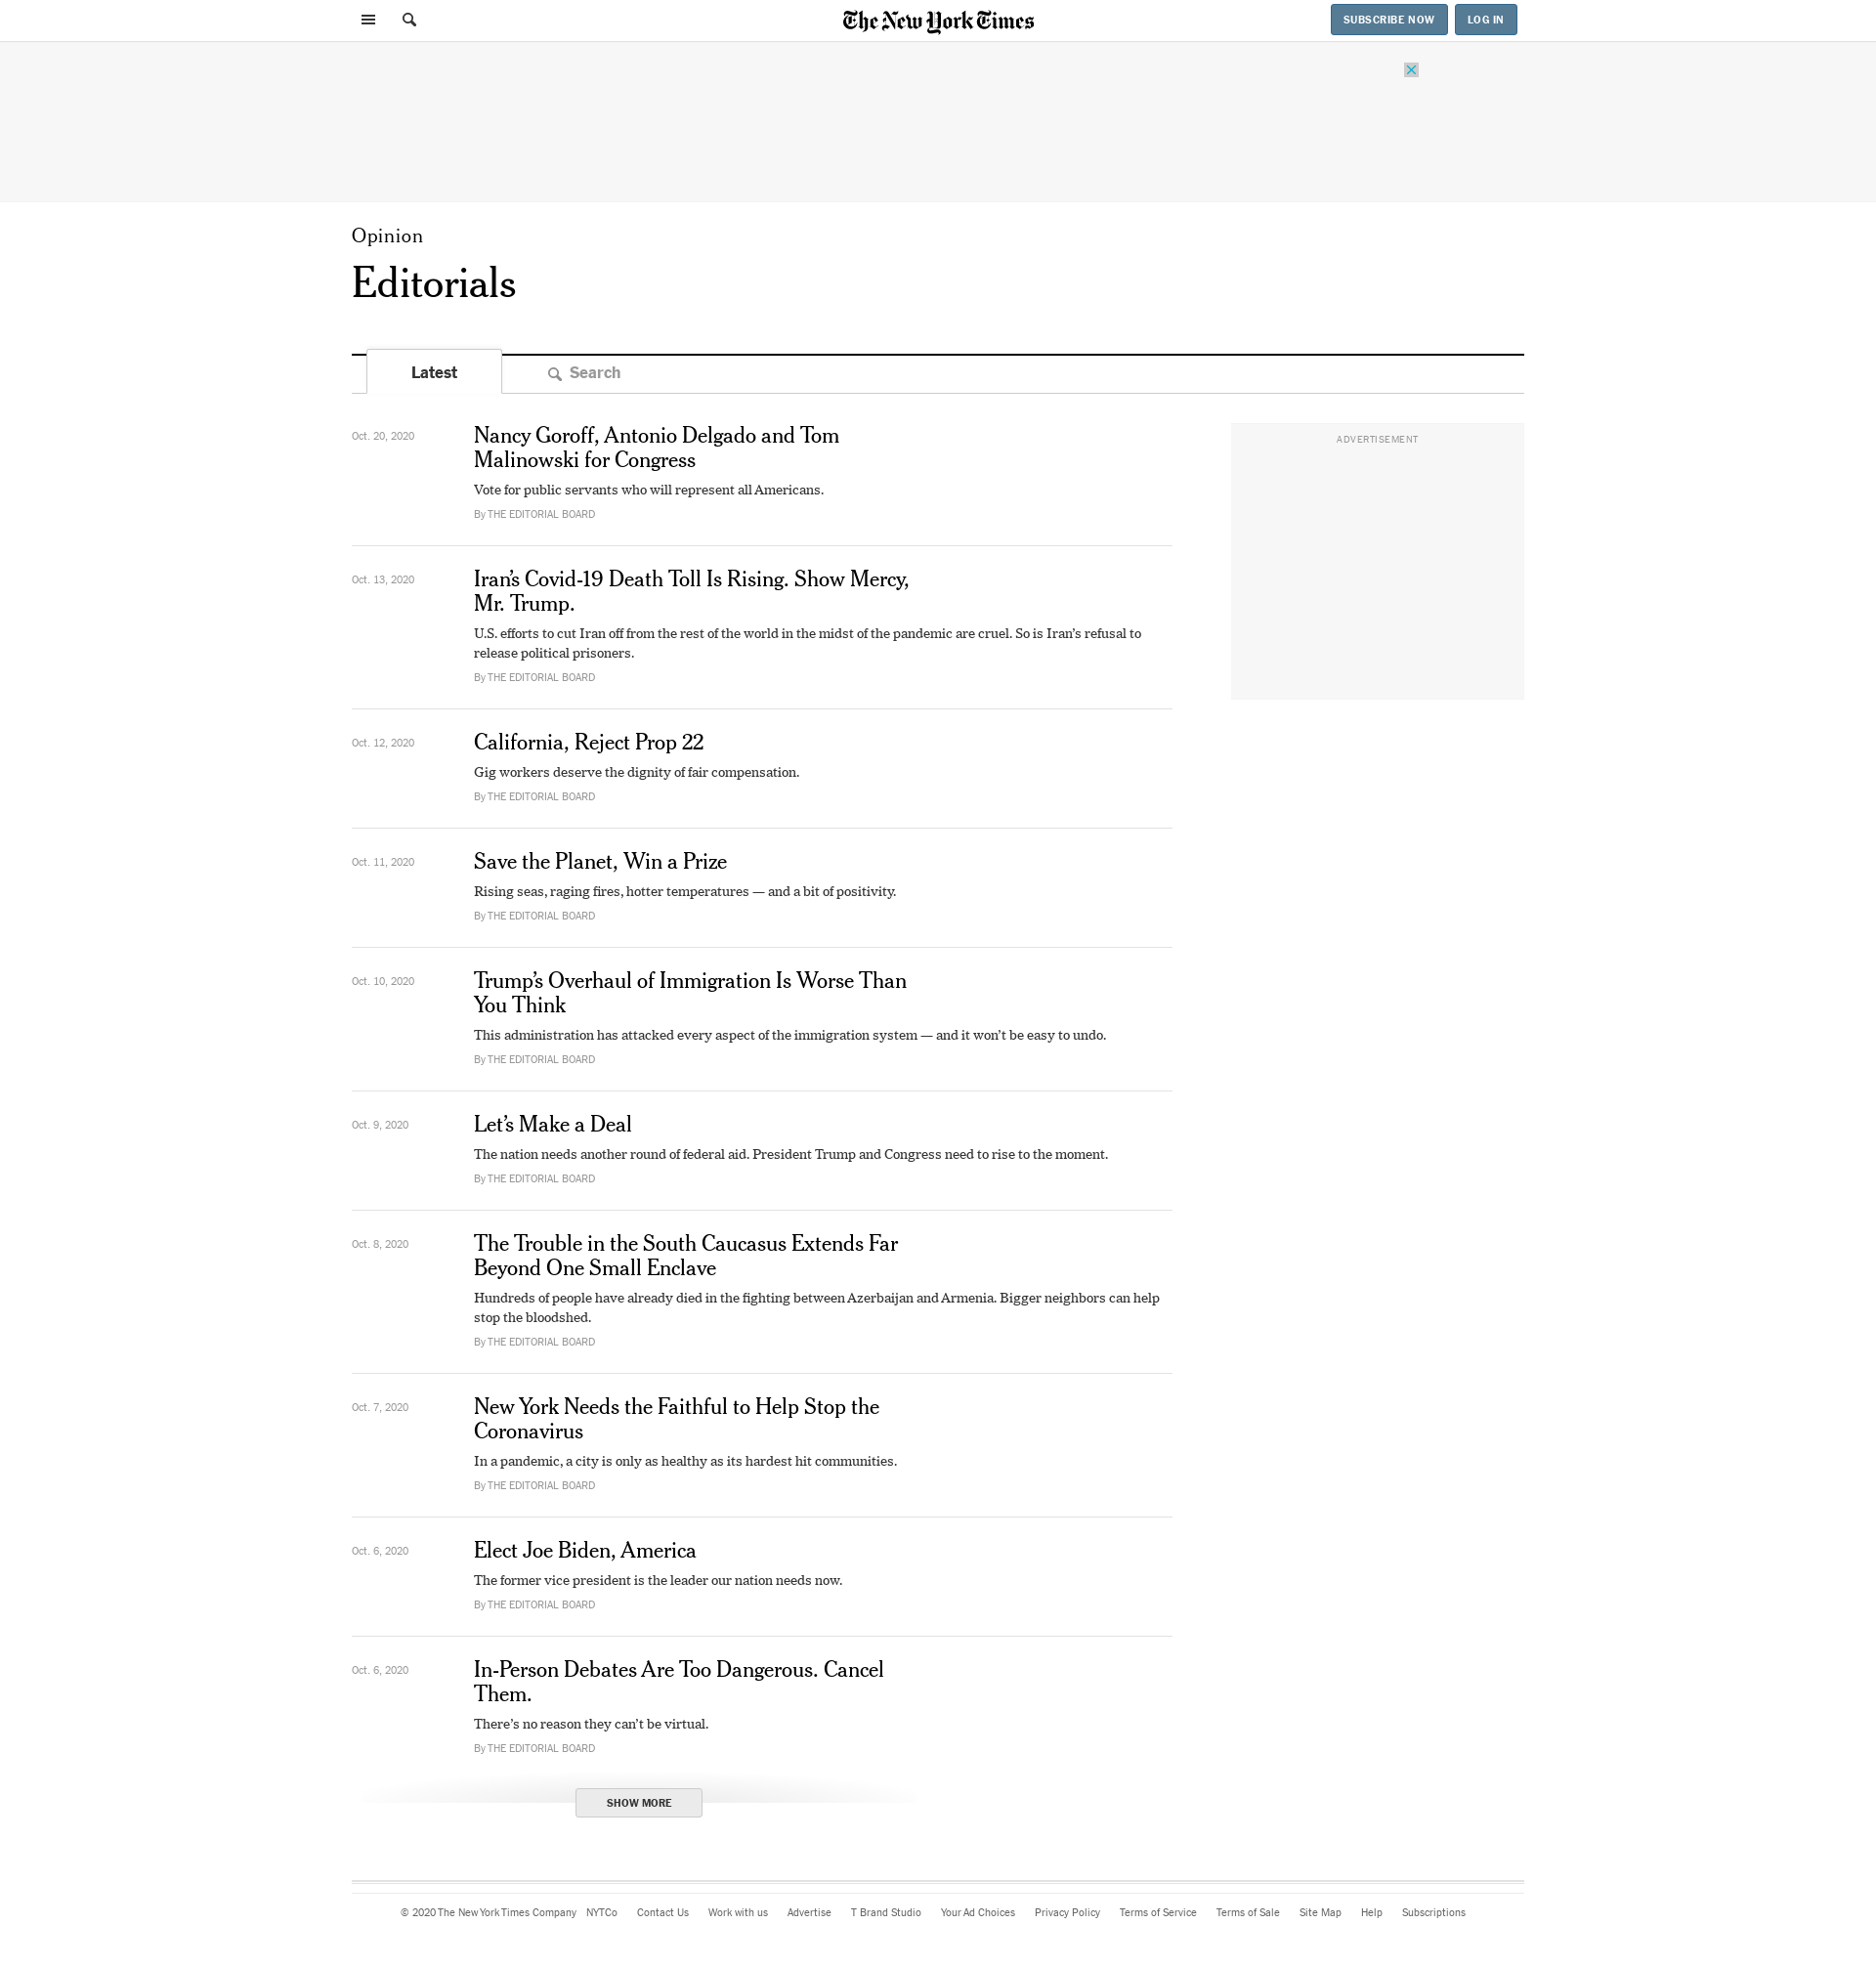 The New York Times
SUBSCRIBE NOW
LOG IN
Opinion
Editorials
Latest
Search
Oct. 20, 2020
Nancy Goroff, Antonio Delgado and Tom
Malinowski for Congress
Vote for public servants who will represent all Americans.
By THE EDITORIAL BOARD
ADVERTISEMENT
Oct. 13, 2020
Iran’s Covid-19 Death Toll Is Rising. Show Mercy,
Mr. Trump.
U.S. efforts to cut Iran off from the rest of the world in the midst of the pandemic are cruel. So is Iran’s refusal to
release political prisoners.
By THE EDITORIAL BOARD
Oct. 12, 2020
California, Reject Prop 22
Gig workers deserve the dignity of fair compensation.
By THE EDITORIAL BOARD
Oct. 11, 2020
Save the Planet, Win a Prize
Rising seas, raging fires, hotter temperatures — and a bit of positivity.
By THE EDITORIAL BOARD
Oct. 10, 2020
Trump’s Overhaul of Immigration Is Worse Than
You Think
This administration has attacked every aspect of the immigration system — and it won’t be easy to undo.
By THE EDITORIAL BOARD
Oct. 9, 2020
Let’s Make a Deal
The nation needs another round of federal aid. President Trump and Congress need to rise to the moment.
By THE EDITORIAL BOARD
Oct. 8, 2020
The Trouble in the South Caucasus Extends Far
Beyond One Small Enclave
Hundreds of people have already died in the fighting between Azerbaijan and Armenia. Bigger neighbors can help
stop the bloodshed.
By THE EDITORIAL BOARD
Oct. 7, 2020
New York Needs the Faithful to Help Stop the
Coronavirus
In a pandemic, a city is only as healthy as its hardest hit communities.
By THE EDITORIAL BOARD
Oct. 6, 2020
Elect Joe Biden, America
The former vice president is the leader our nation needs now.
By THE EDITORIAL BOARD
Oct. 6, 2020
In-Person Debates Are Too Dangerous. Cancel
Them.
There’s no reason they can’t be virtual.
By THE EDITORIAL BOARD
SHOW MORE
© 2020 The New York Times Company NYTCo Contact Us Work with us Advertise T Brand Studio Your Ad Choices Privacy Policy Terms of Service Terms of Sale Site Map Help Subscriptions